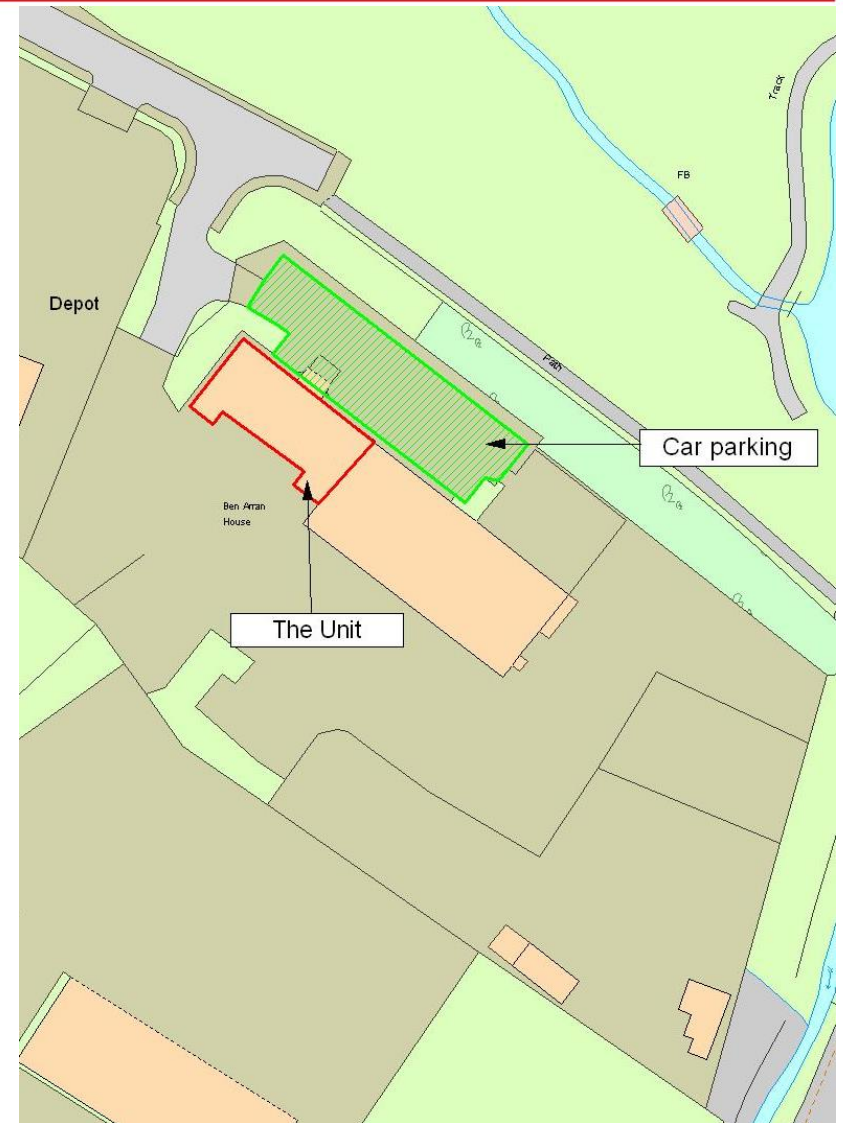 Track
FB
Depot
Path
Car parking
Ben Arran
House
The Unit